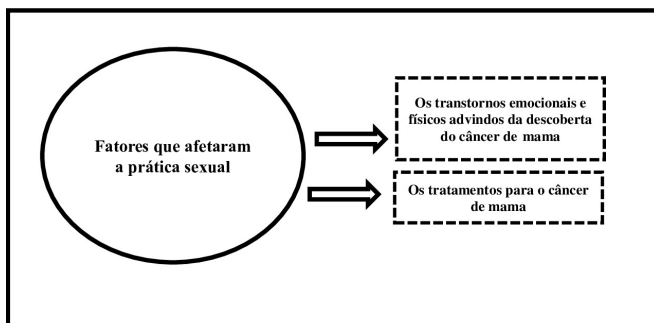 Fatores que afetaram
a prática sexual
Os transtornos emocionais e
físicos advindos da descoberta
do câncer de mama
Os tratamentos para o câncer
de mama